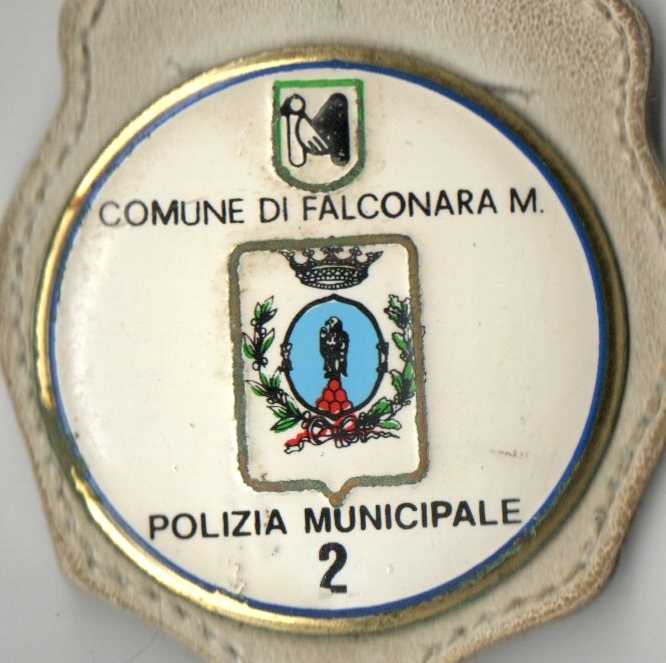 COMUNE DI FALCONARA M.
POLIZIA MUNICIPALE
2